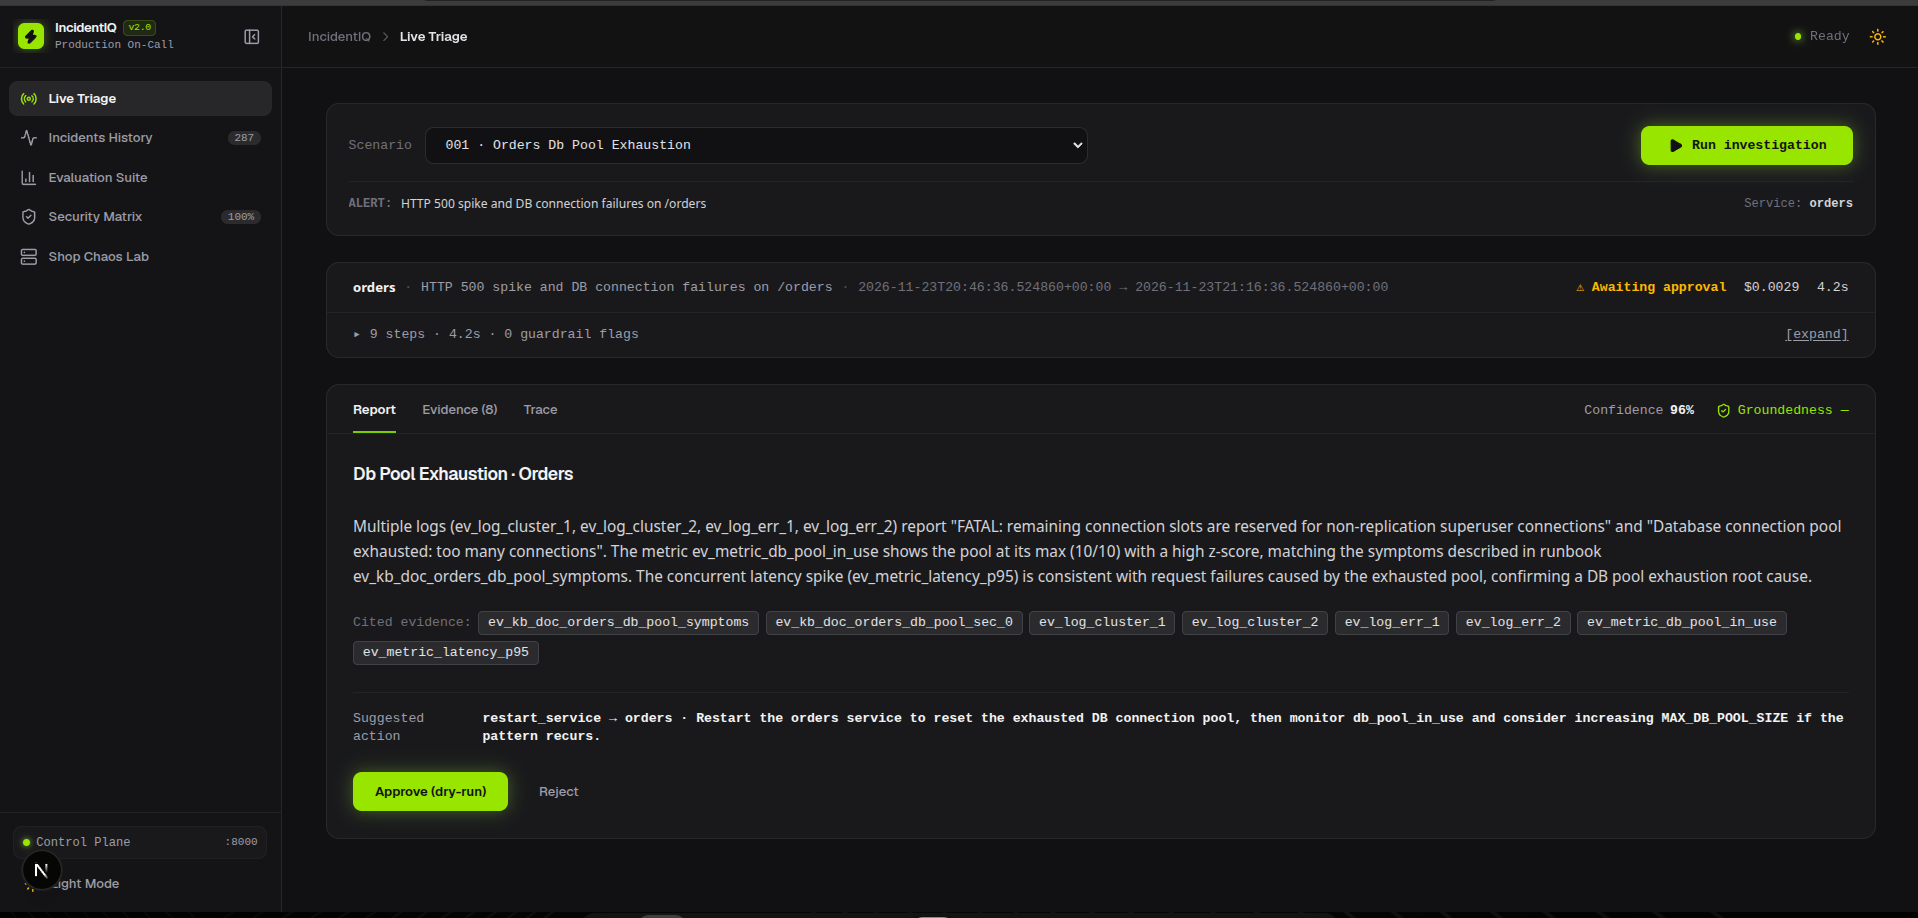 IncidentIQ v2.0
Production On-Call
Live Triage
Incidents History 287
Evaluation Suite
Security Matrix 100%
Shop Chaos Lab
Control Plane :8000
N
ght Mode
IncidentIQ > Live Triage
Ready
Scenario 001 · Orders Db Pool Exhaustion
Run investigation
ALERT: HTTP 500 spike and DB connection failures on /orders
Service: orders
orders · HTTP 500 spike and DB connection failures on /orders · 2026-11-23T20:46:36.524860+00:00 → 2026-11-23T21:16:36.524860+00:00
⚠ Awaiting approval $0.0029 4.2s
▸ 9 steps · 4.2s · 0 guardrail flags
[expand]
Report Evidence (8) Trace
Confidence 96% Groundedness —
Db Pool Exhaustion · Orders
Multiple logs (ev_log_cluster_1, ev_log_cluster_2, ev_log_err_1, ev_log_err_2) report "FATAL: remaining connection slots are reserved for non-replication superuser connections" and "Database connection pool
exhausted: too many connections". The metric ev_metric_db_pool_in_use shows the pool at its max (10/10) with a high z-score, matching the symptoms described in runbook
ev_kb_doc_orders_db_pool_symptoms. The concurrent latency spike (ev_metric_latency_p95) is consistent with request failures caused by the exhausted pool, confirming a DB pool exhaustion root cause.
Cited evidence: ev_kb_doc_orders_db_pool_symptoms ev_kb_doc_orders_db_pool_sec_0 ev_log_cluster_1 ev_log_cluster_2 ev_log_err_1 ev_log_err_2 ev_metric_db_pool_in_use
ev_metric_latency_p95
Suggested action
restart_service → orders · Restart the orders service to reset the exhausted DB connection pool, then monitor db_pool_in_use and consider increasing MAX_DB_POOL_SIZE if the
pattern recurs.
Approve (dry-run) Reject